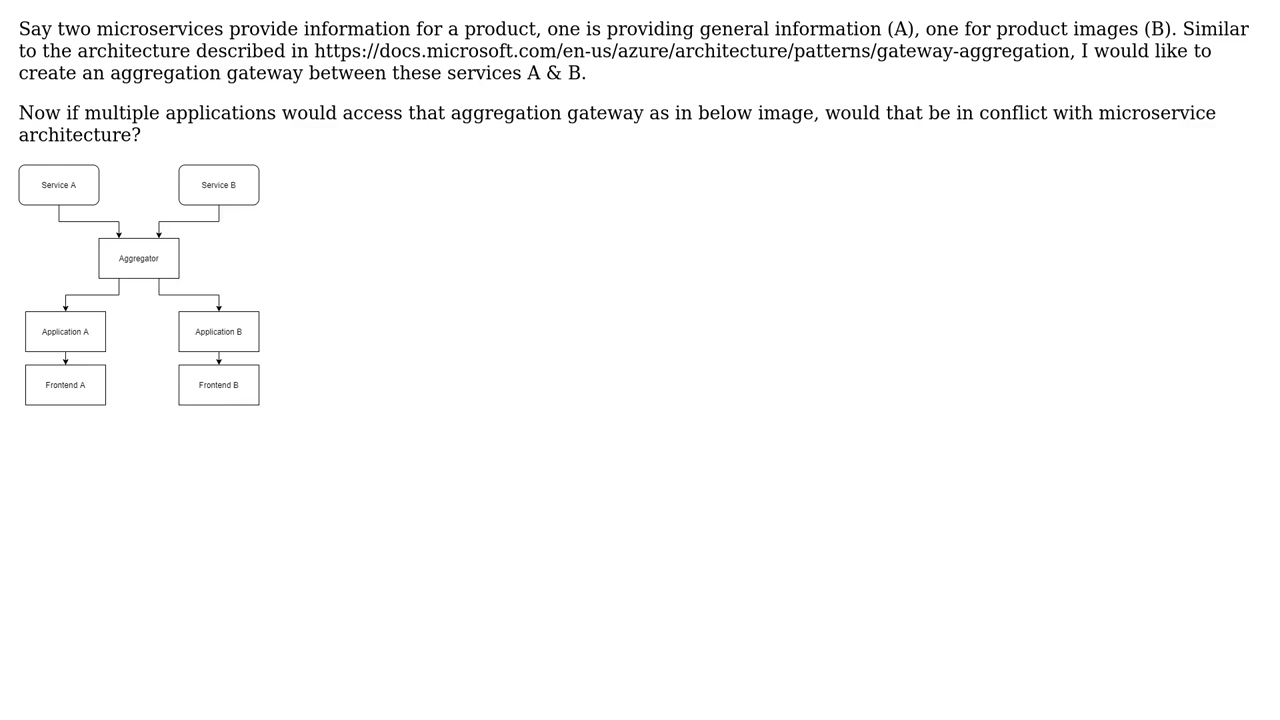 Say two microservices provide information for a product, one is providing general information (A), one for product images (B). Similar
to the architecture described in https://docs.microsoft.com/en-us/azure/architecture/patterns/gateway-aggregation, I would like to
create an aggregation gateway between these services A & B.
Now if multiple applications would access that aggregation gateway as in below image, would that be in conflict with microservice
architecture?
Service A
Service B
Aggregator
Application A
Application B
Frontend A
Frontend B